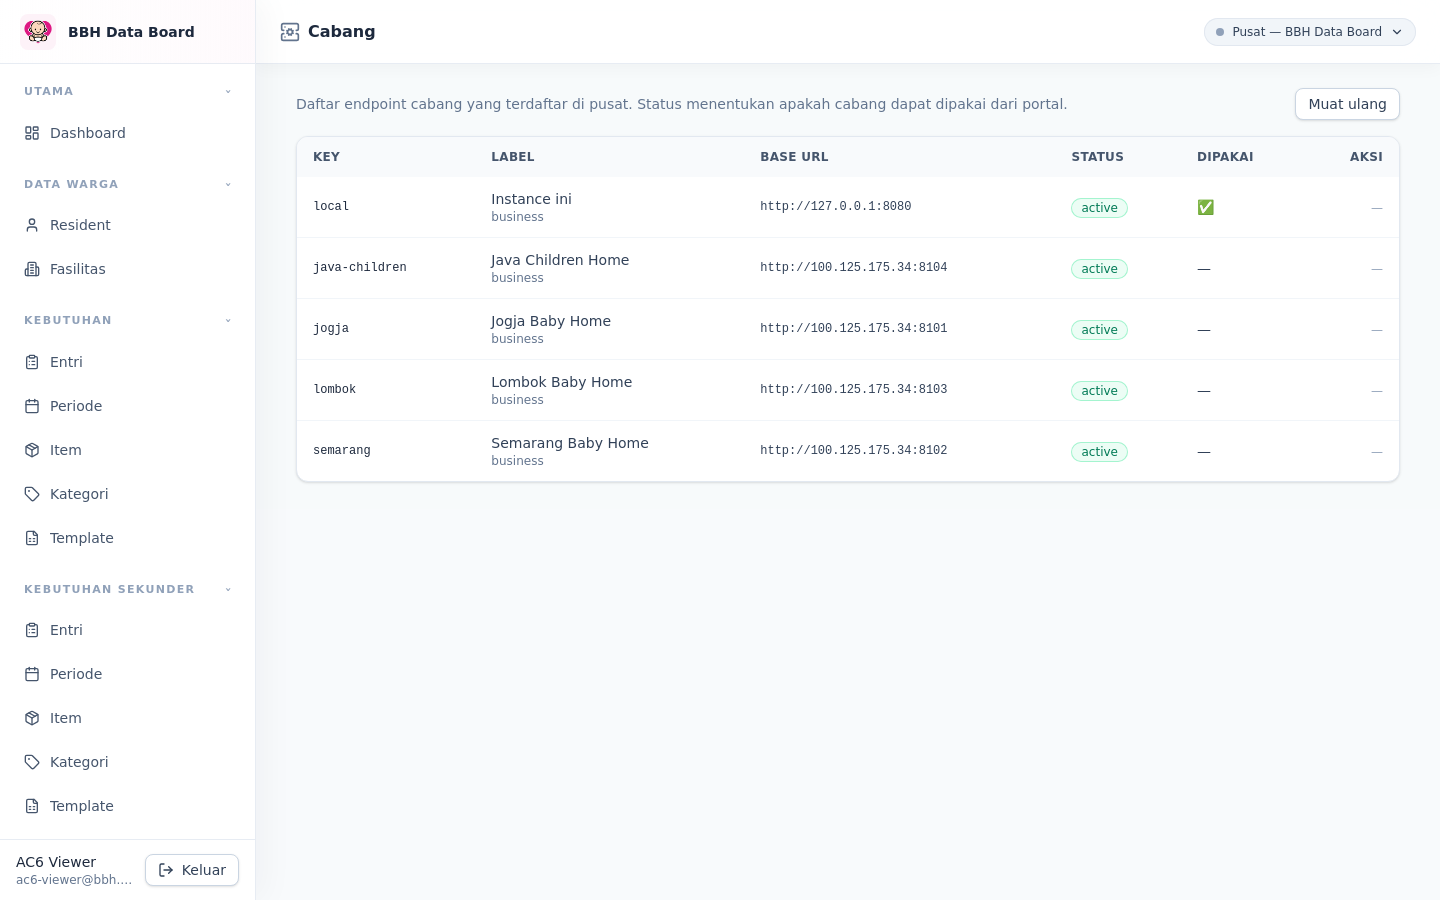 BBH Data Board
Cabang
Pusat — BBH Data Board
UTAMA
Dashboard
DATA WARGA
Resident
Fasilitas
KEBUTUHAN
Entri
Periode
Item
Kategori
Template
KEBUTUHAN SEKUNDER
Entri
Periode
Item
Kategori
Template
AC6 Viewer
ac6-viewer@bbh....
Keluar
Daftar endpoint cabang yang terdaftar di pusat. Status menentukan apakah cabang dapat dipakai dari portal.
Muat ulang
KEY LABEL BASE URL STATUS DIPAKAI AKSI
local Instance ini http://127.0.0.1:8080 active ✅ —
business
java-children Java Children Home http://100.125.175.34:8104 active — —
business
jogja Jogja Baby Home http://100.125.175.34:8101 active — —
business
lombok Lombok Baby Home http://100.125.175.34:8103 active — —
business
semarang Semarang Baby Home http://100.125.175.34:8102 active — —
business